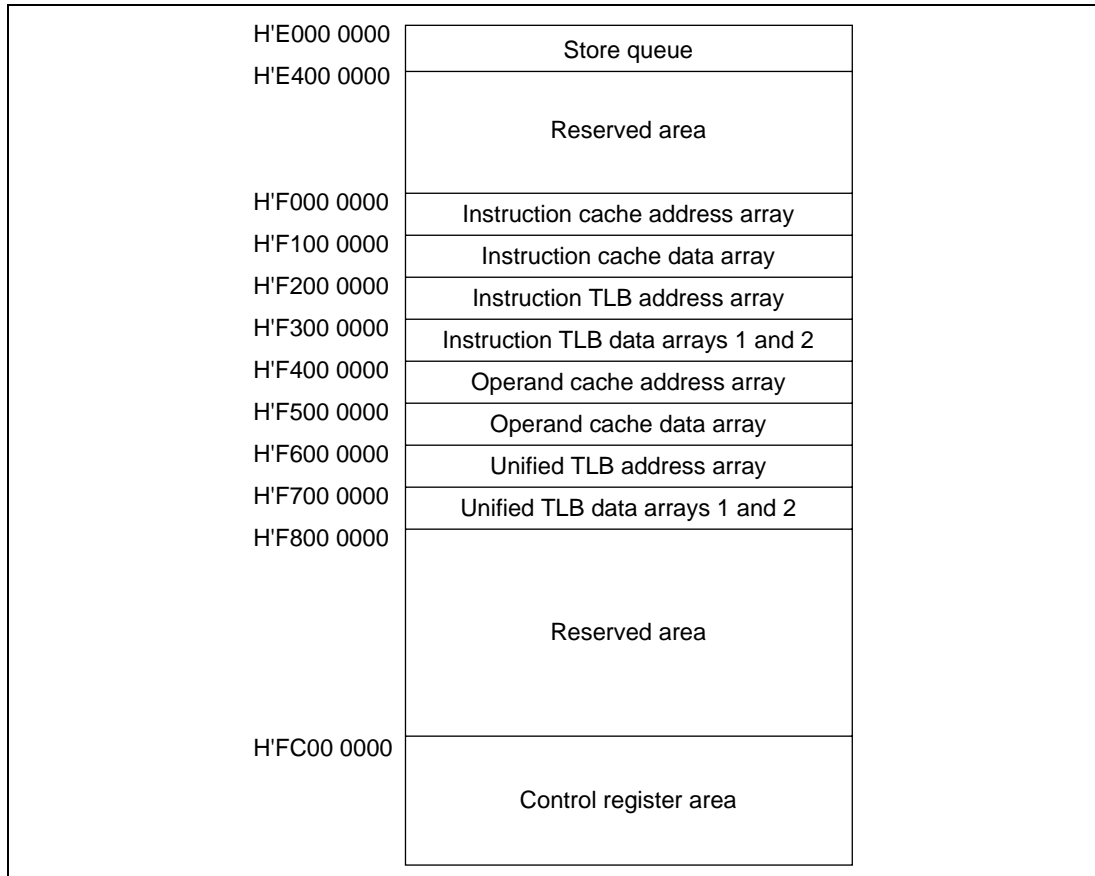 H'E000 0000
Store queue
H'E400 0000
Reserved area
H'F000 0000
Instruction cache address array
H'F100 0000
Instruction cache data array
H'F200 0000
Instruction TLB address array
H'F300 0000
Instruction TLB data arrays 1 and 2
H'F400 0000
Operand cache address array
H'F500 0000
Operand cache data array
H'F600 0000
Unified TLB address array
H'F700 0000
Unified TLB data arrays 1 and 2
H'F800 0000
Reserved area
H'FC00 0000
Control register area